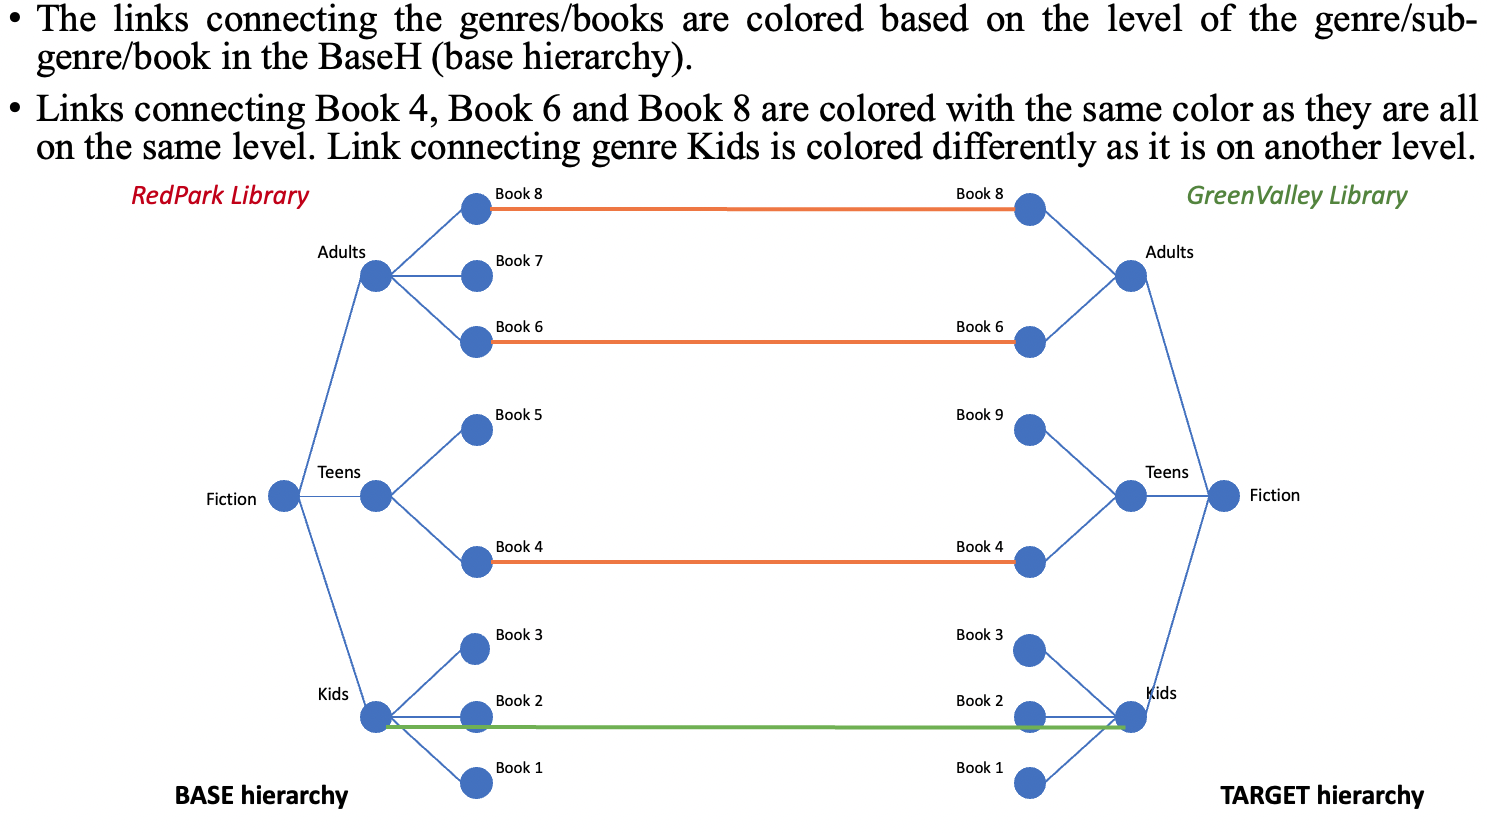 • The links connecting the genres/books are colored based on the level of the genre/sub-
genre/book in the BaseH (base hierarchy).
• Links connecting Book 4, Book 6 and Book 8 are colored with the same color as they are all
on the same level. Link connecting genre Kids is colored differently as it is on another level.
RedPark Library
GreenValley Library
Book 8
Book 8
Adults
Adults
Book 7
Book 6
Book 6
Book 5
Book 9
Teens
Teens
Fiction
Fiction
Book 4
Book 4
Book 3
Book 3
Kids
Kids
Book 2
Book 2
Book 1
Book 1
BASE hierarchy
TARGET hierarchy